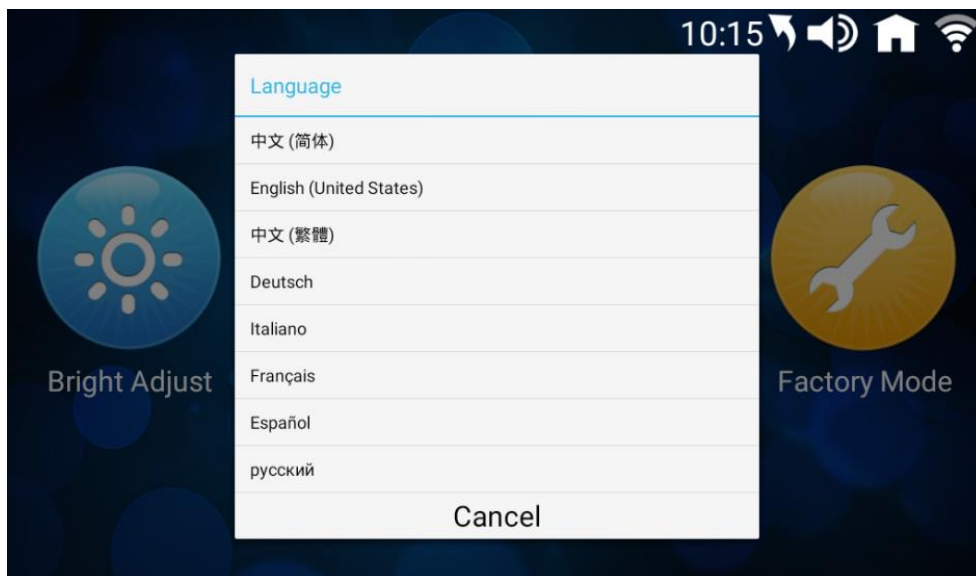 10:15
Language
中文 (简体)
English (United States)
中文 (繁體)
Deutsch
Italiano
Français
Español
русский
Cancel
Bright Adjust
Factory Mode